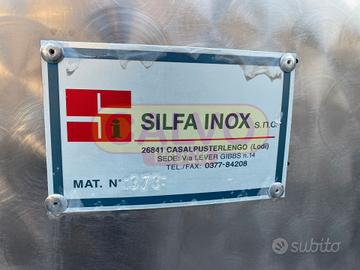 SILFA INOX s.n.c.
26841 CASALPUSTERLENGO (Lodi)
SEDE: Via LEVER GIBBS n.14
TEL./FAX: 0377-84208
MAT. N°
subito